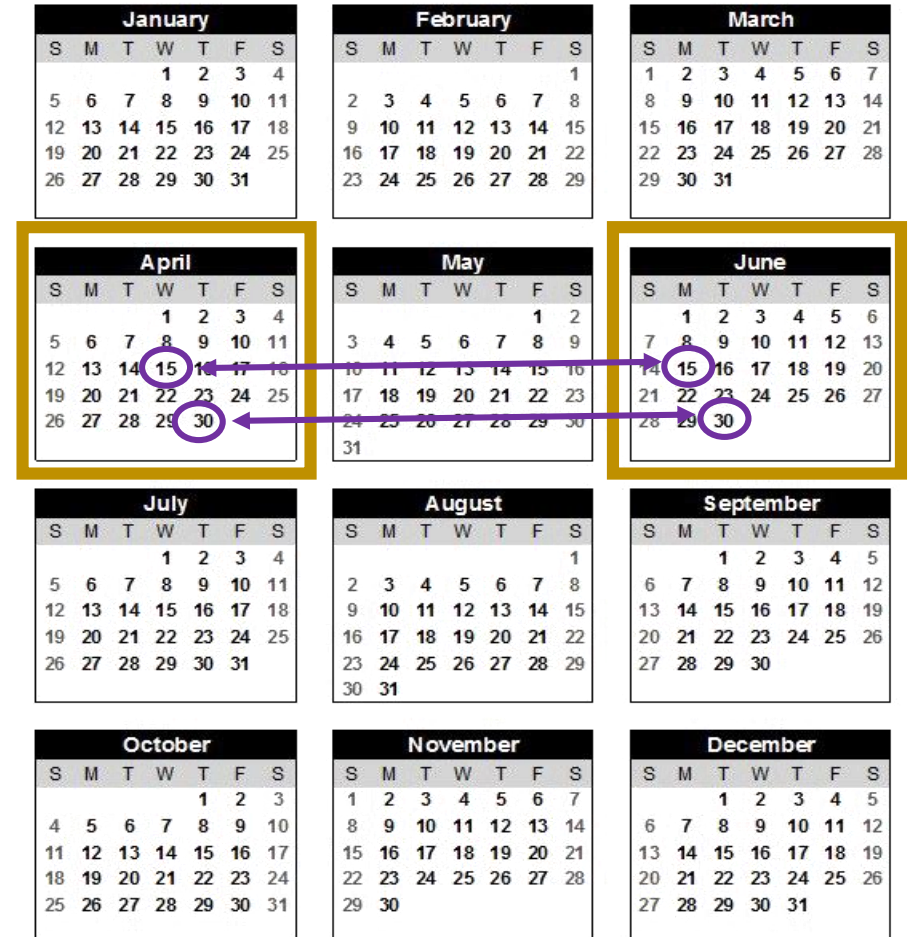 January
S M T W T F S
1 2 3 4
5 6 7 8 9 10 11
12 13 14 15 16 17 18
19 20 21 22 23 24 25
26 27 28 29 30 31
February
S M T W T F S
1
2 3 4 5 6 7 8
9 10 11 12 13 14 15
16 17 18 19 20 21 22
23 24 25 26 27 28 29
March
S M T W T F S
1 2 3 4 5 6 7
8 9 10 11 12 13 14
15 16 17 18 19 20 21
22 23 24 25 26 27 28
29 30 31
April
S M T W T F S
1 2 3 4
5 6 7 8 9 10 11
12 13 14 15 16 17 18
19 20 21 22 23 24 25
26 27 28 29 30
May
S M T W T F S
1 2
3 4 5 6 7 8 9
10 11 12 13 14 15 16
17 18 19 20 21 22 23
24 25 26 27 28 29 30
31
June
S M T W T F S
1 2 3 4 5 6
7 8 9 10 11 12 13
14 15 16 17 18 19 20
21 22 23 24 25 26 27
28 29 30
July
S M T W T F S
1 2 3 4
5 6 7 8 9 10 11
12 13 14 15 16 17 18
19 20 21 22 23 24 25
26 27 28 29 30 31
August
S M T W T F S
1
2 3 4 5 6 7 8
9 10 11 12 13 14 15
16 17 18 19 20 21 22
23 24 25 26 27 28 29
30 31
September
S M T W T F S
1 2 3 4 5
6 7 8 9 10 11 12
13 14 15 16 17 18 19
20 21 22 23 24 25 26
27 28 29 30
October
S M T W T F S
1 2 3
4 5 6 7 8 9 10
11 12 13 14 15 16 17
18 19 20 21 22 23 24
25 26 27 28 29 30 31
November
S M T W T F S
1 2 3 4 5 6 7
8 9 10 11 12 13 14
15 16 17 18 19 20 21
22 23 24 25 26 27 28
29 30
December
S M T W T F S
1 2 3 4 5
6 7 8 9 10 11 12
13 14 15 16 17 18 19
20 21 22 23 24 25 26
27 28 29 30 31